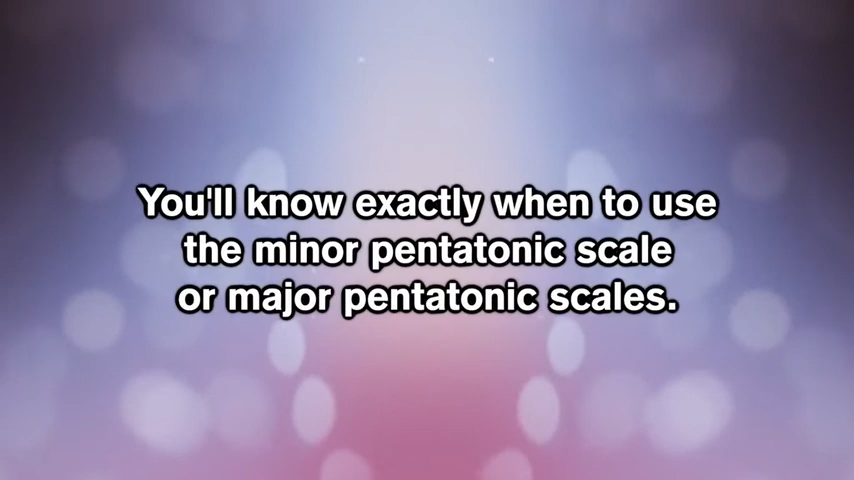 You'll know exactly when to use
the minor pentatonic scale
or major pentatonic scales.